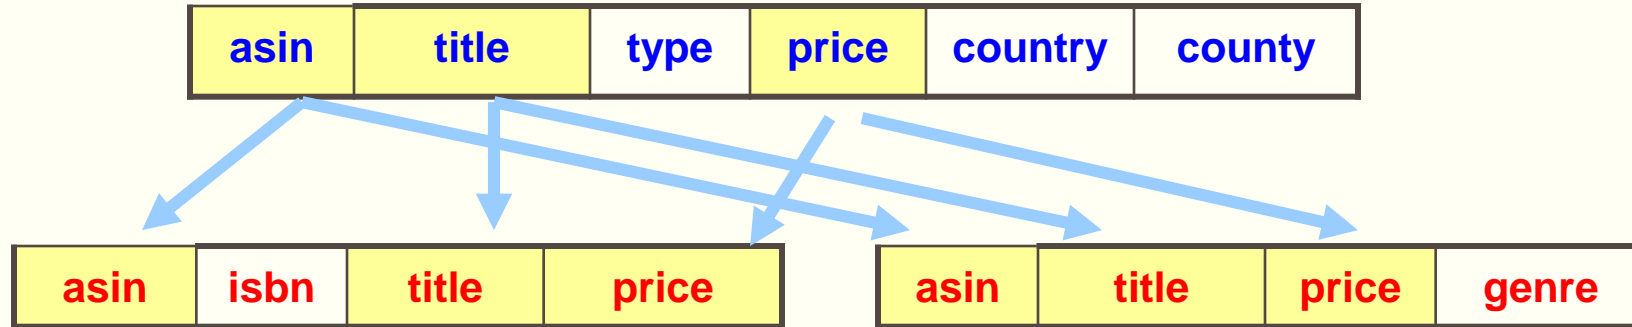 asin title type price country county
asin isbn title price asin title price genre